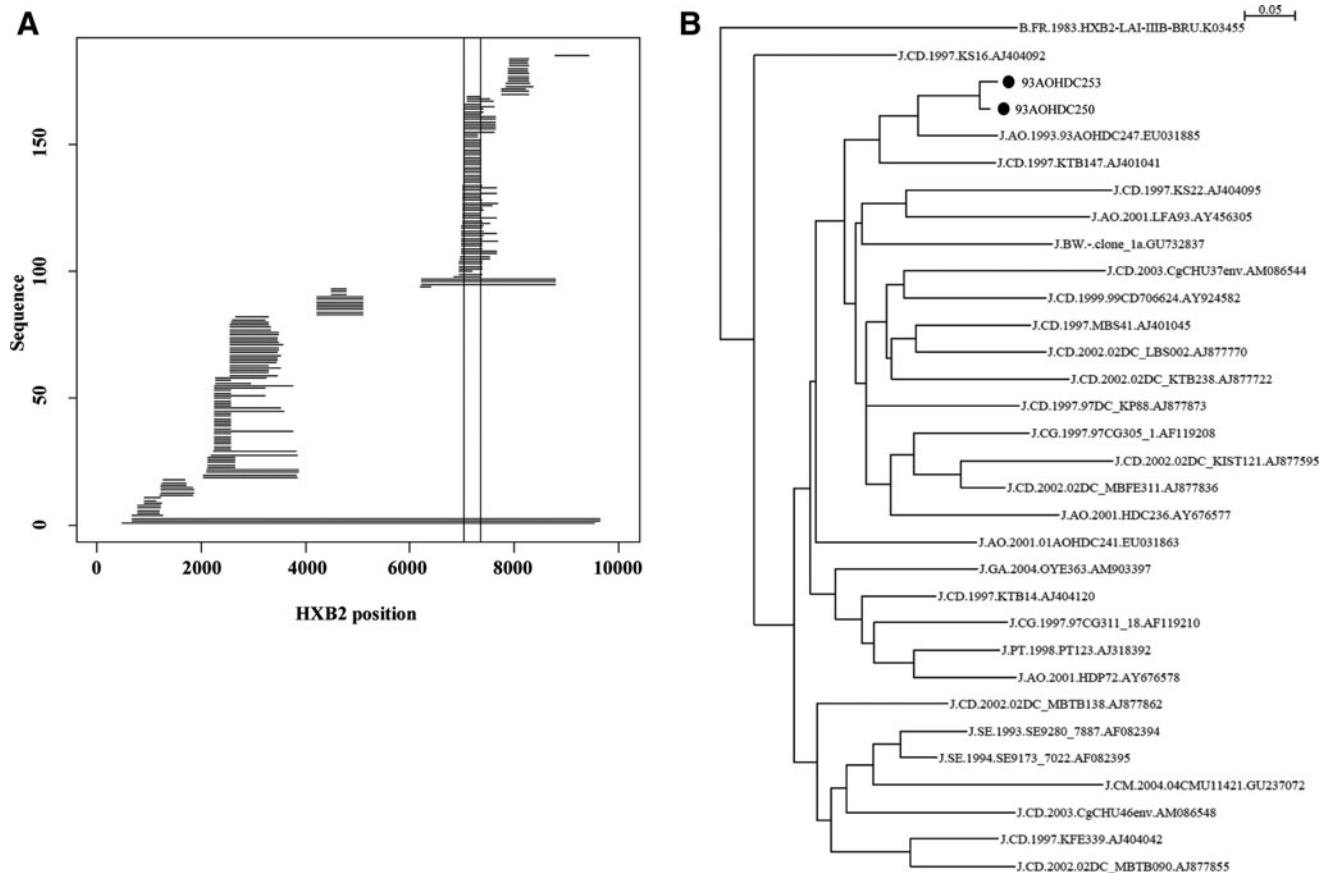 A
Sequence
0
50
100
150
0 2000 4000 6000 8000 10000
HXB2 position
B
0.05
B.FR.1983.HXB2-LAI-IIIB-BRU.K03455
J.CD.1997.KS16.AJ404092
93AOHDC253
93AOHDC250
J.AO.1993.93AOHDC247.EU031885
J.CD.1997.KTB147.AJ401041
J.CD.1997.KS22.AJ404095
J.AO.2001.LFA93.AY456305
J.BW.-.clone_1a.GU732837
J.CD.2003.CgCHU37env.AM086544
J.CD.1999.99CD706624.AY924582
J.CD.1997.MBS41.AJ401045
J.CD.2002.02DC_LBS002.AJ877770
J.CD.2002.02DC_KTB238.AJ877722
J.CD.1997.97DC_KP88.AJ877873
J.CG.1997.97CG305_1.AF119208
J.CD.2002.02DC_KIST121.AJ877595
J.CD.2002.02DC_MBFE311.AJ877836
J.AO.2001.HDC236.AY676577
J.AO.2001.01AOHDC241.EU031863
J.GA.2004.OYE363.AM903397
J.CD.1997.KTB14.AJ404120
J.CG.1997.97CG311_18.AF119210
J.PT.1998.PT123.AJ318392
J.AO.2001.HDP72.AY676578
J.CD.2002.02DC_MBTB138.AJ877862
J.SE.1993.SE9280_7887.AF082394
J.SE.1994.SE9173_7022.AF082395
J.CM.2004.04CMU11421.GU237072
J.CD.2003.CgCHU46env.AM086548
J.CD.1997.KFE339.AJ404042
J.CD.2002.02DC_MBTB090.AJ877855